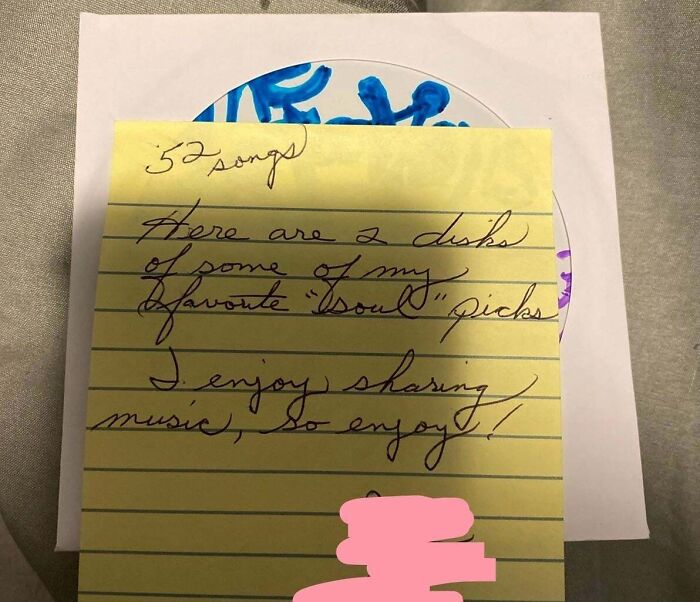 52 songs
Here are 2 disks
of some of my
favorite "soul" picks
I enjoy sharing
music, so enjoy!